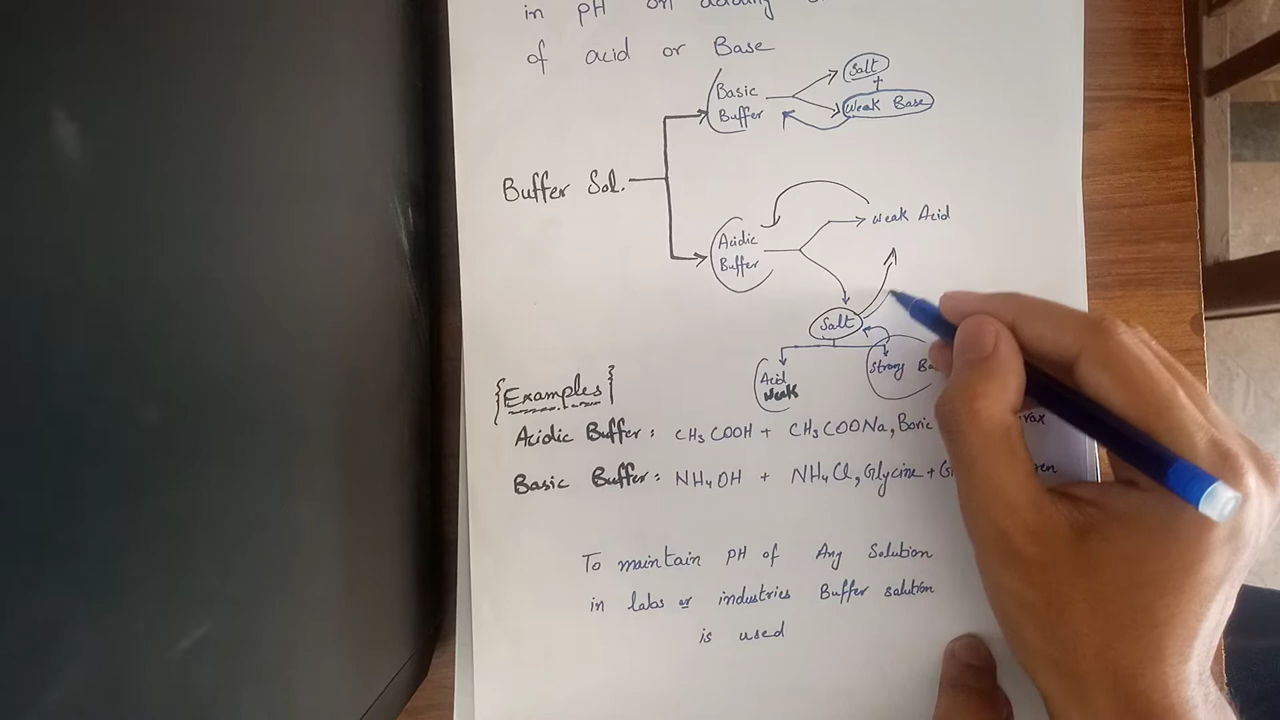 in pH on adding
of acid or Base
Basic Buffer
Salt
+
Weak Base
Buffer Sol.
Acidic Buffer
Weak Acid
Salt
Acid Weak
Strong
{Examples}
Acidic Buffer: CH3COOH + CH3COONa, Boric
Basic Buffer: NH4OH + NH4Cl, Glycine +
To maintain pH of Any Solution
in labs or industries Buffer solution
is used